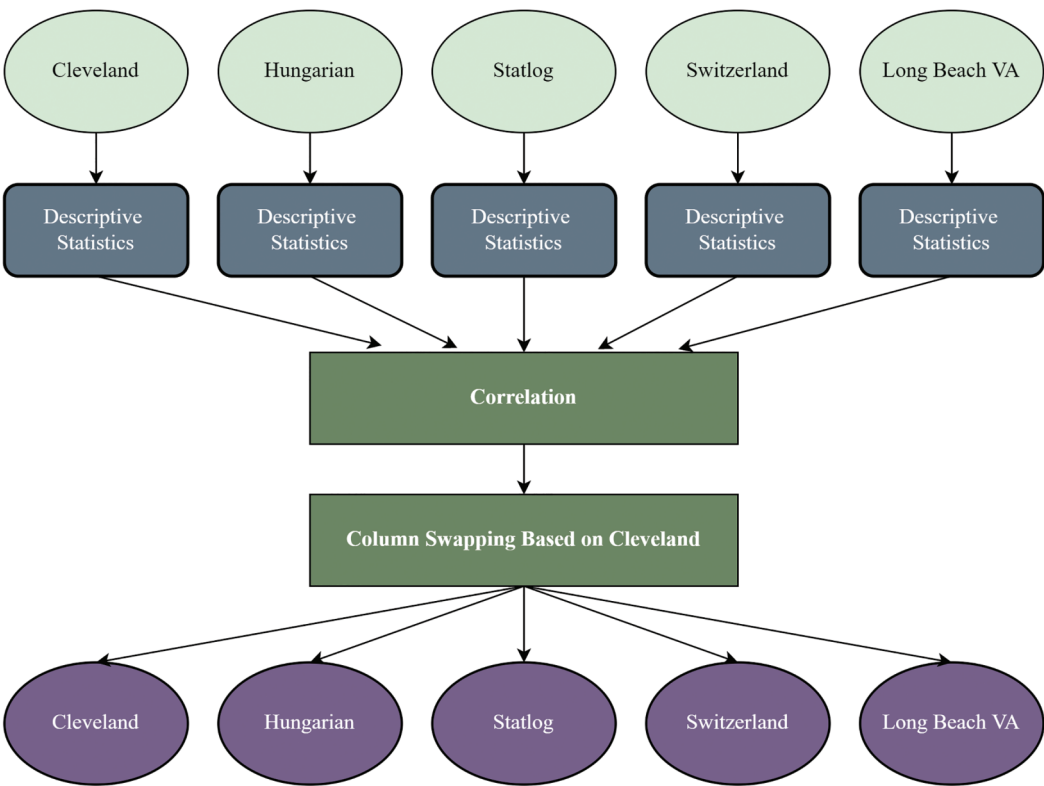 Cleveland
Hungarian
Statlog
Switzerland
Long Beach VA
Descriptive
Statistics
Descriptive
Statistics
Descriptive
Statistics
Descriptive
Statistics
Descriptive
Statistics
Correlation
Column Swapping Based on Cleveland
Cleveland
Hungarian
Statlog
Switzerland
Long Beach VA